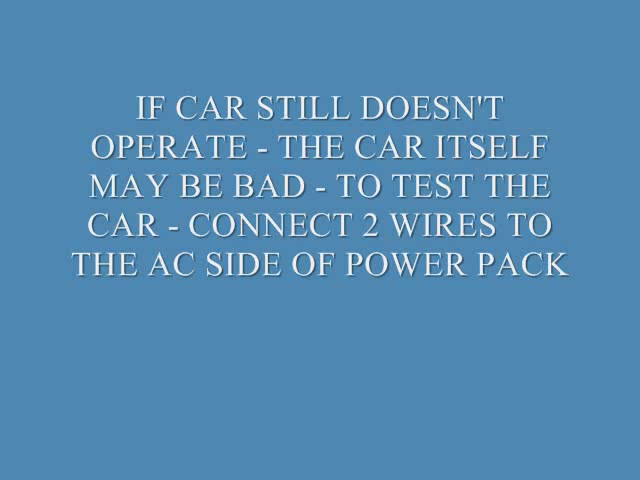 IF CAR STILL DOESN'T
OPERATE - THE CAR ITSELF
MAY BE BAD - TO TEST THE
CAR - CONNECT 2 WIRES TO
THE AC SIDE OF POWER PACK